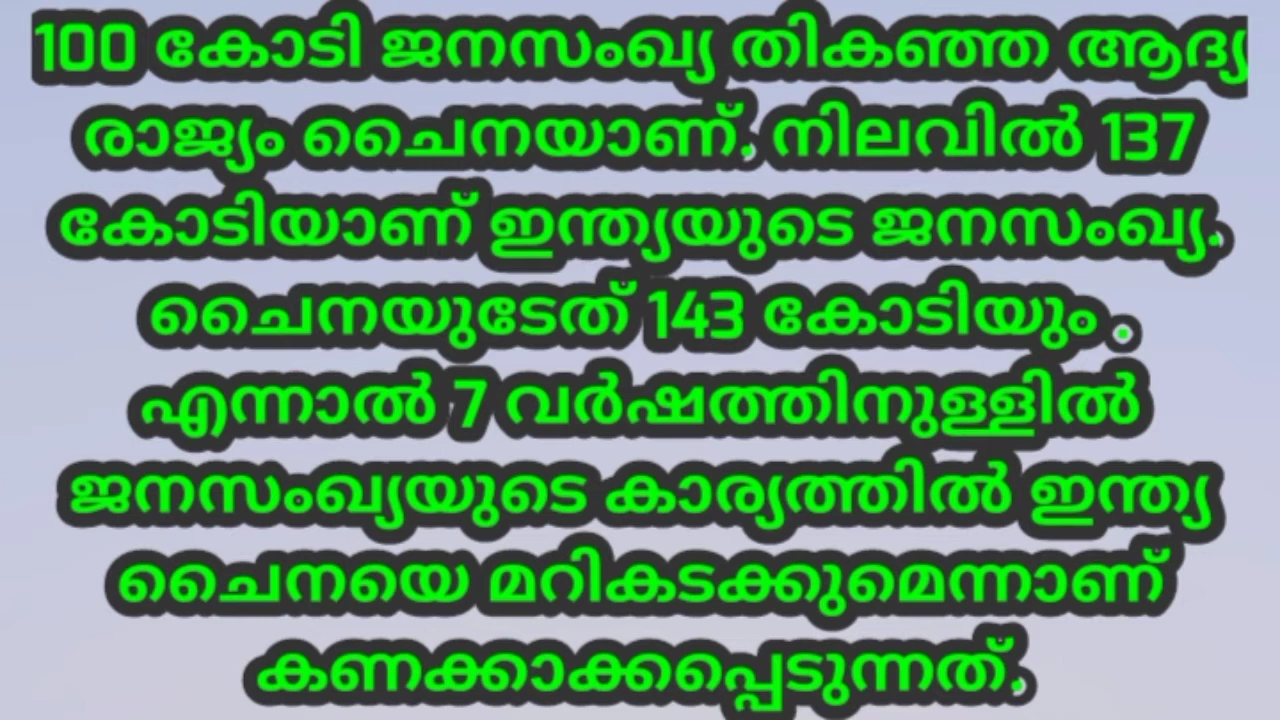 100 കോടി ജനസംഖ്യ തികഞ്ഞ ആദ്യ
രാജ്യം ചൈനയാണ്. നിലവിൽ 137
കോടിയാണ് ഇന്ത്യയുടെ ജനസംഖ്യ.
ചൈനയുടേത് 143 കോടിയും .
എന്നാൽ 7 വർഷത്തിനുള്ളിൽ
ജനസംഖ്യയുടെ കാര്യത്തിൽ ഇന്ത്യ
ചൈനയെ മറികടക്കുമെന്നാണ്
കണക്കാക്കപ്പെടുന്നത്.